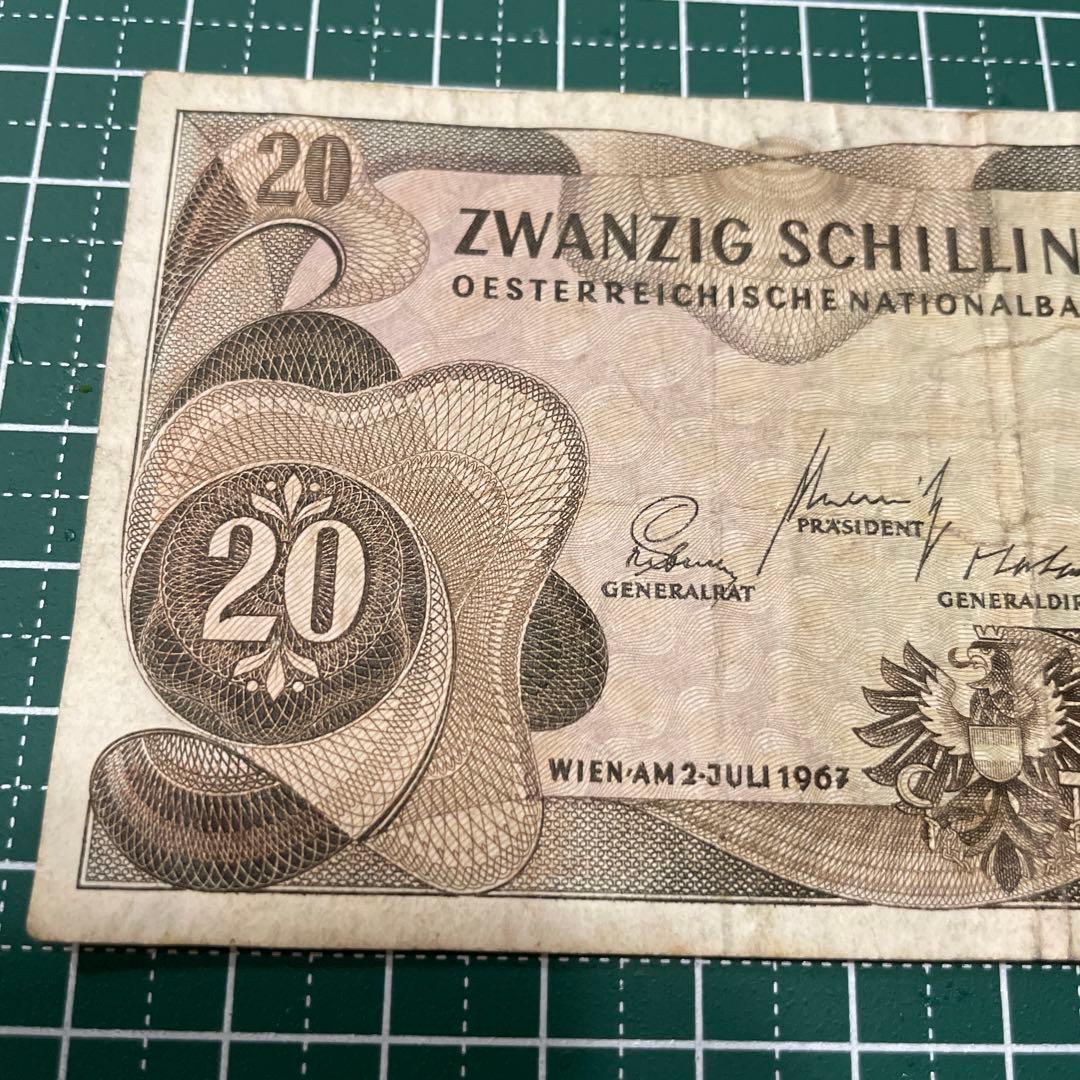 20
ZWANZIG SCHILLIN
OESTERREICHISCHE NATIONALBA
PRÄSIDENT
GENERALRAT
GENERALDIR
20
WIEN·AM 2·JULI 1967